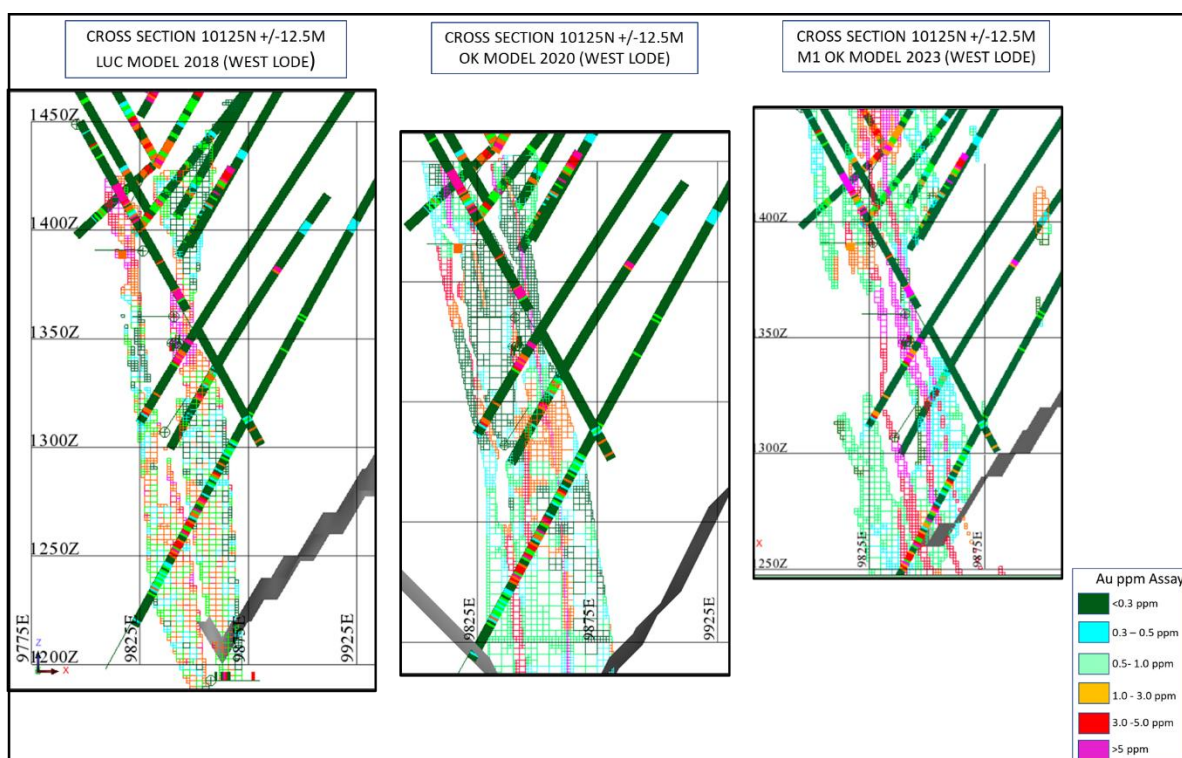 CROSS SECTION 10125N +/-12.5M
LUC MODEL 2018 (WEST LODE)
CROSS SECTION 10125N +/-12.5M
OK MODEL 2020 (WEST LODE)
CROSS SECTION 10125N +/-12.5M
M1 OK MODEL 2023 (WEST LODE)
1450Z
1400Z
1350Z
1300Z
1250Z
1200Z
9775E
9825E
9875E
9925E
Z
X
9925E
9825E
9875E
9925E
1400Z
1350Z
1300Z
250Z
9825E
9875E
X
Au ppm Assay
<0.3 ppm
0.3 – 0.5 ppm
0.5- 1.0 ppm
1.0 - 3.0 ppm
3.0 -5.0 ppm
>5 ppm